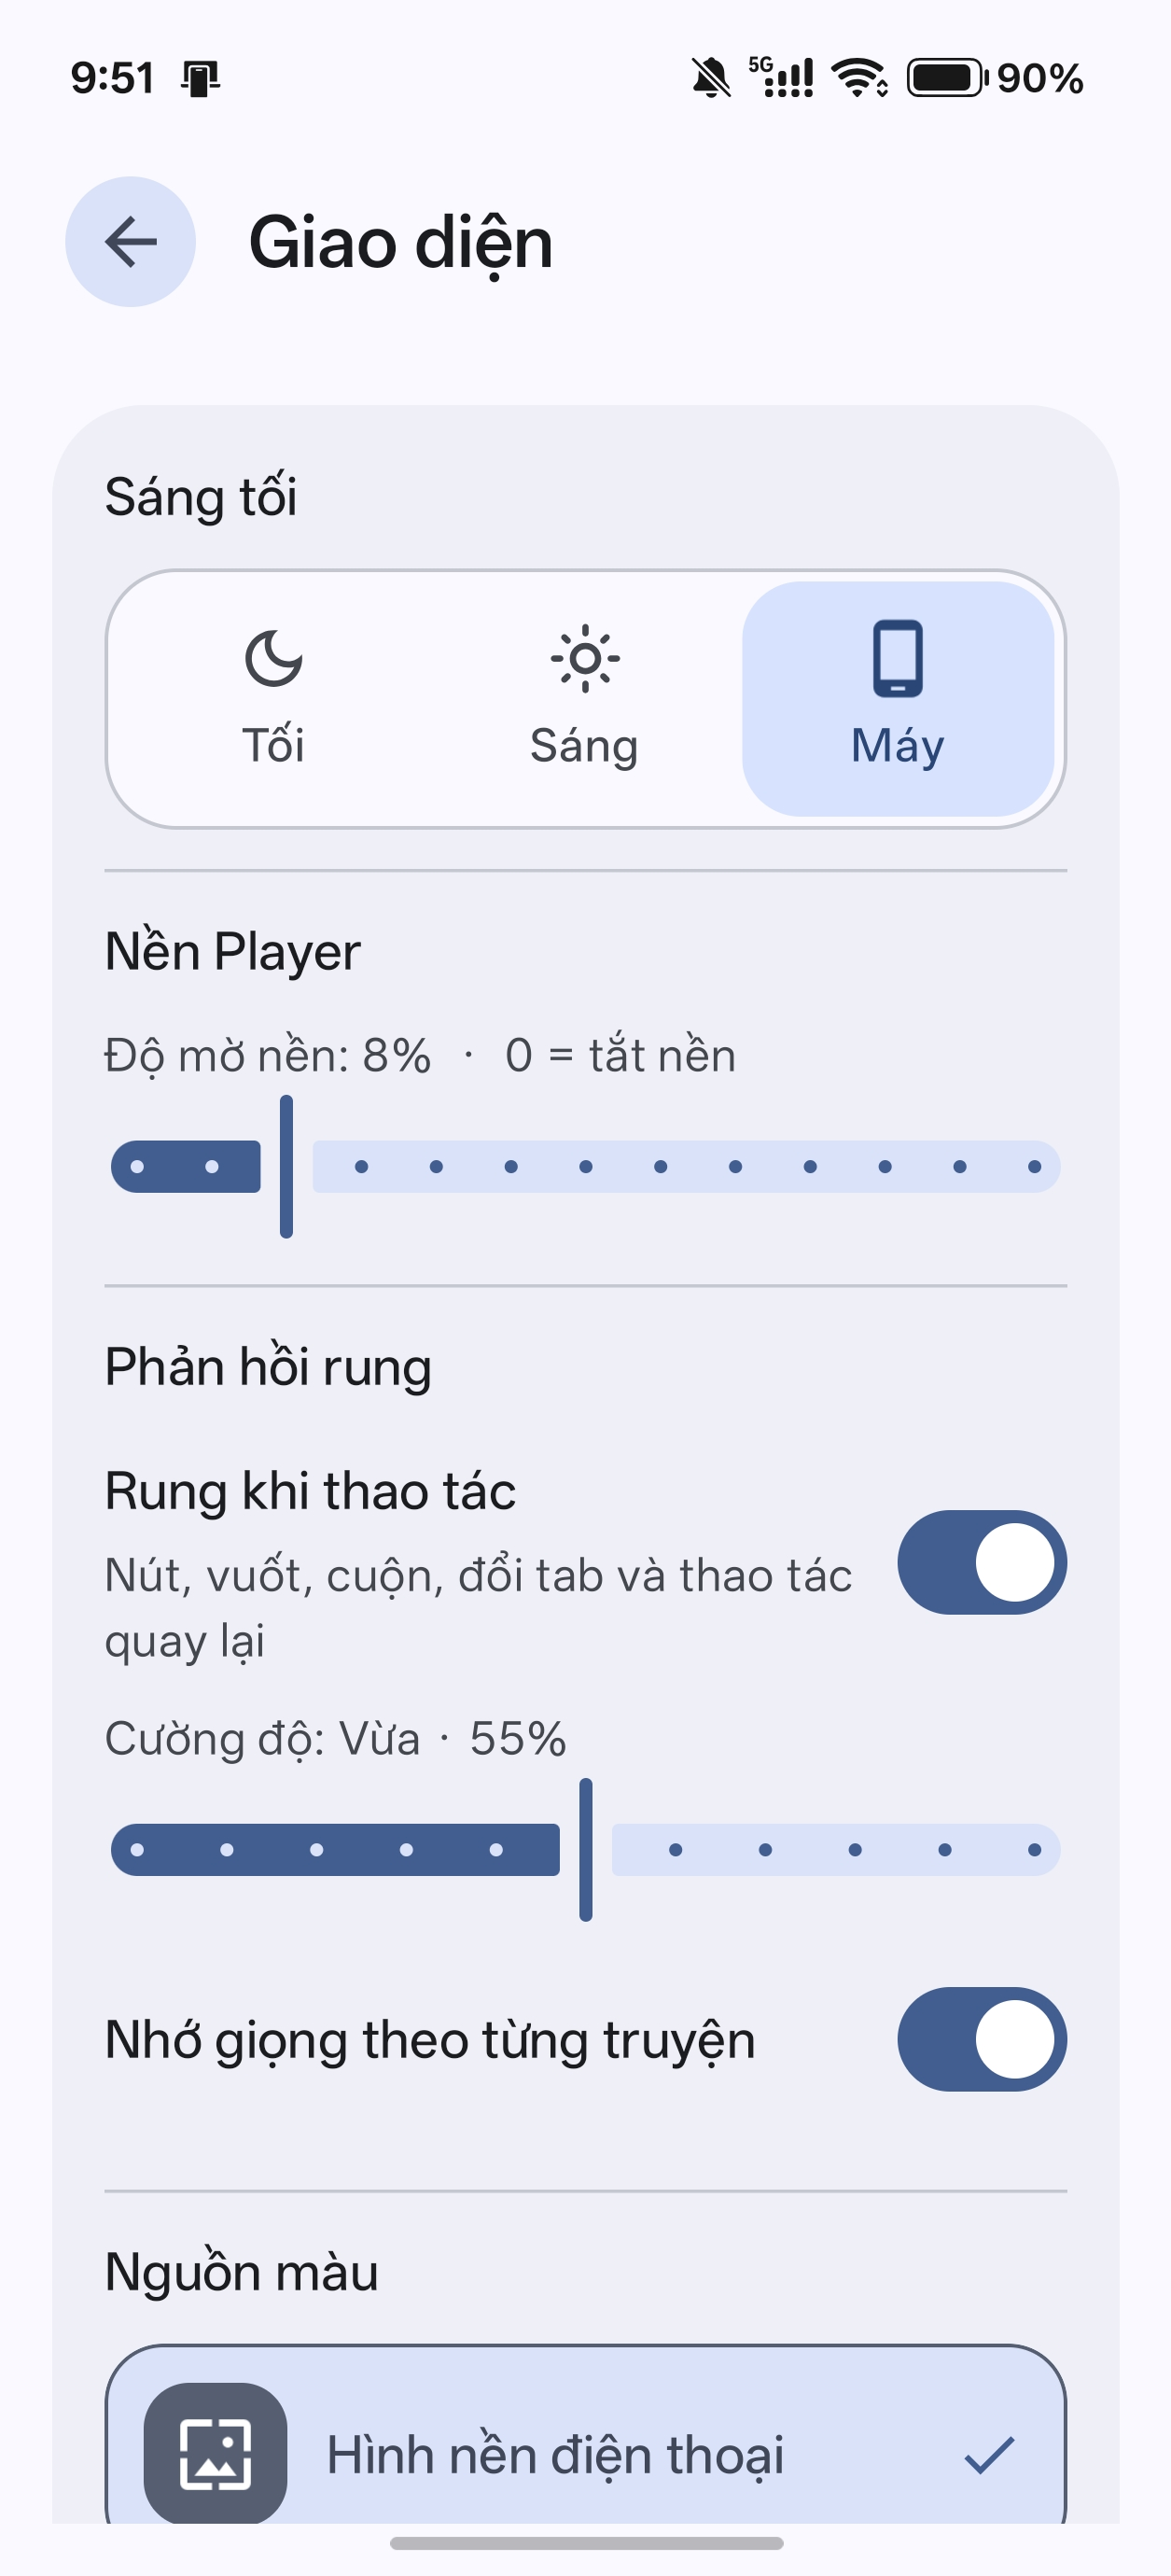 9:51
5G
90%
Giao diện
Sáng tối
Tối
Sáng
Máy
Nền Player
Độ mờ nền: 8% · 0 = tắt nền
Phản hồi rung
Rung khi thao tác
Nút, vuốt, cuộn, đổi tab và thao tác
quay lại
Cường độ: Vừa · 55%
Nhớ giọng theo từng truyện
Nguồn màu
Hình nền điện thoại